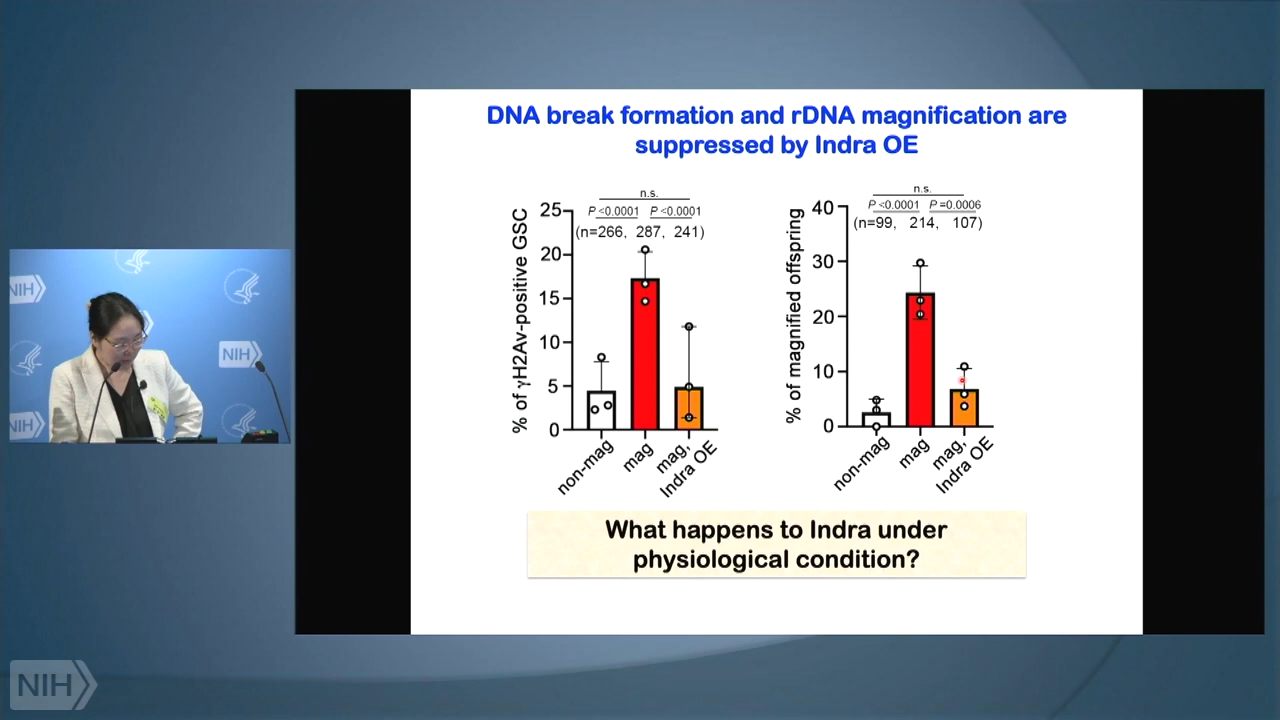 DNA break formation and rDNA magnification are
suppressed by Indra OE
n.s.
P <0.0001 P <0.0001
(n=266, 287, 241)
% of γH2Av-positive GSC
25
20
15
10
5
0
non-mag
mag
mag,
Indra OE
n.s.
P <0.0001 P =0.0006
(n=99, 214, 107)
% of magnified offspring
40
30
20
10
0
non-mag
mag
mag,
Indra OE
What happens to Indra under
physiological condition?
NIH
NIH
NIH
NIH